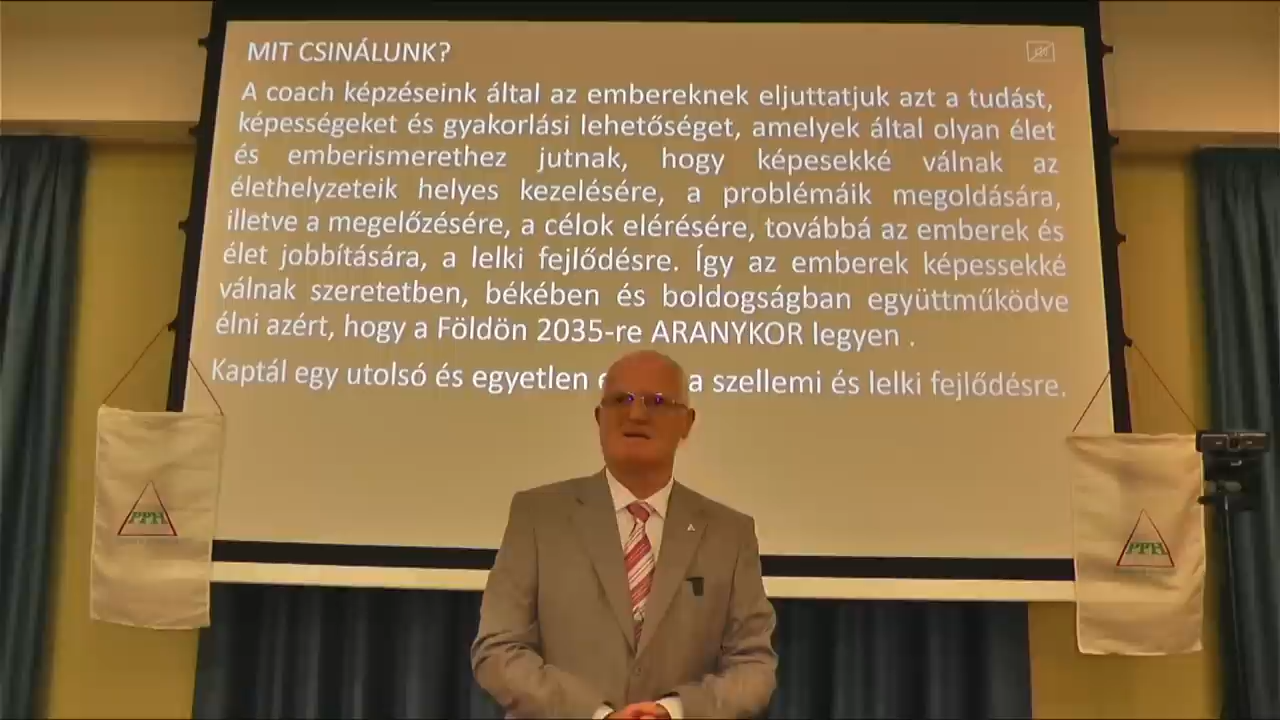 MIT CSINÁLUNK?
A coach képzéseink által az embereknek eljuttatjuk azt a tudást,
képességeket és gyakorlási lehetőséget, amelyek által olyan élet
és emberismerethez jutnak, hogy képesekké válnak az
élethelyzeteik helyes kezelésére, a problémáik megoldására,
illetve a megelőzésére, a célok elérésére, továbbá az emberek és
élet jobbítására, a lelki fejlődésre. Így az emberek képessekké
válnak szeretetben, békében és boldogságban együttműködve
élni azért, hogy a Földön 2035-re ARANYKOR legyen .
Kaptál egy utolsó és egyetlen a szellemi és lelki fejlődésre.
PPH
PPH